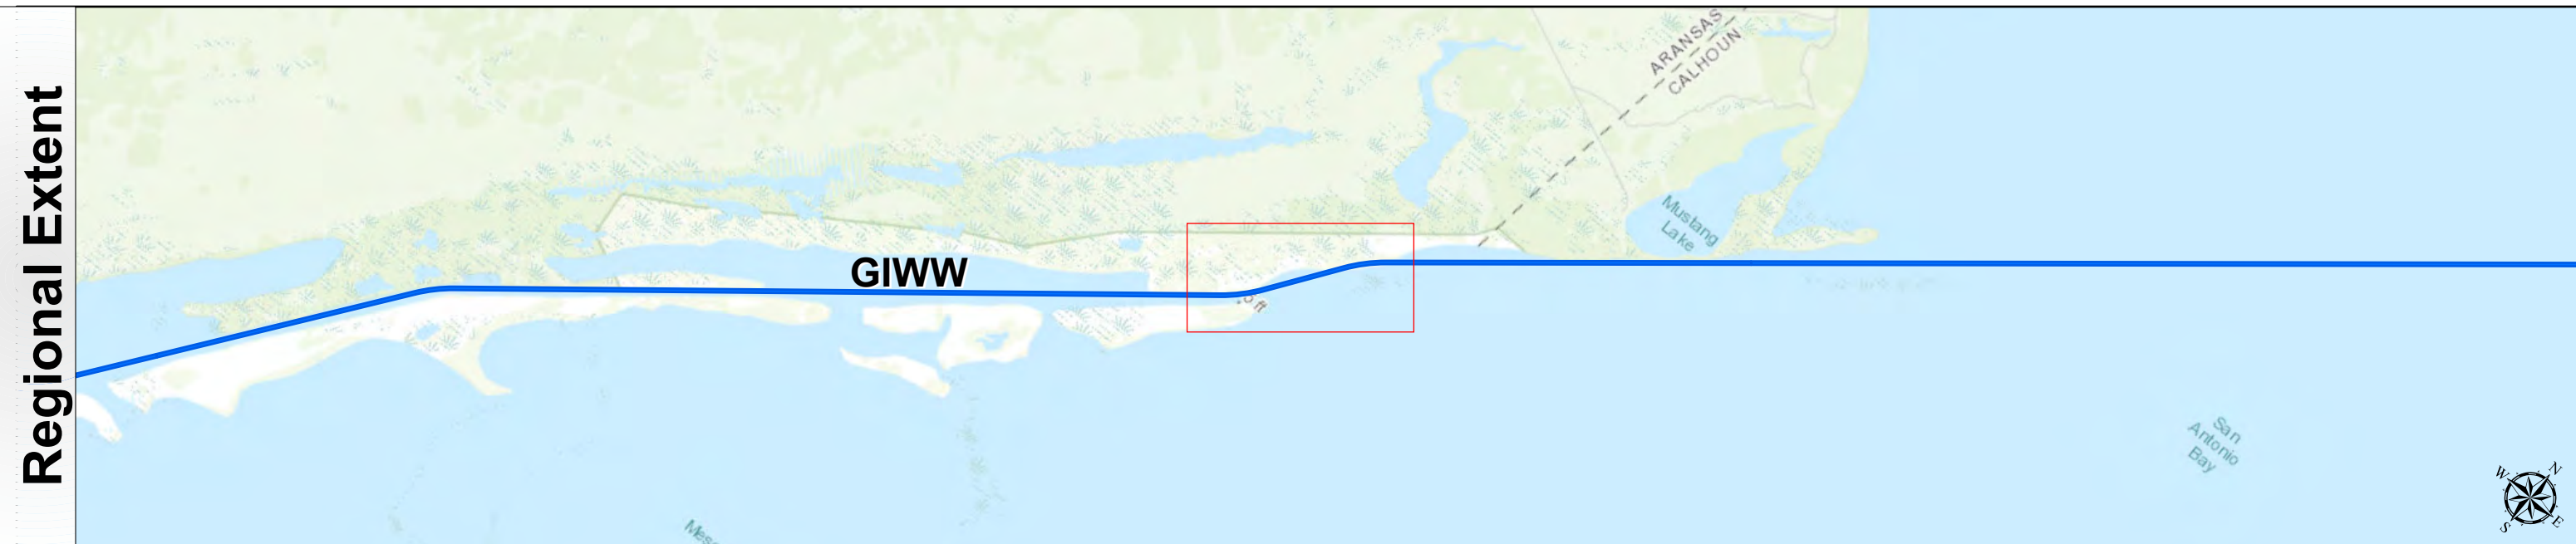 Regional Extent
ARANSAS
CALHOUN
Mustang
Lake
GIWW
San
Antonio
Bay
N
W
E
S